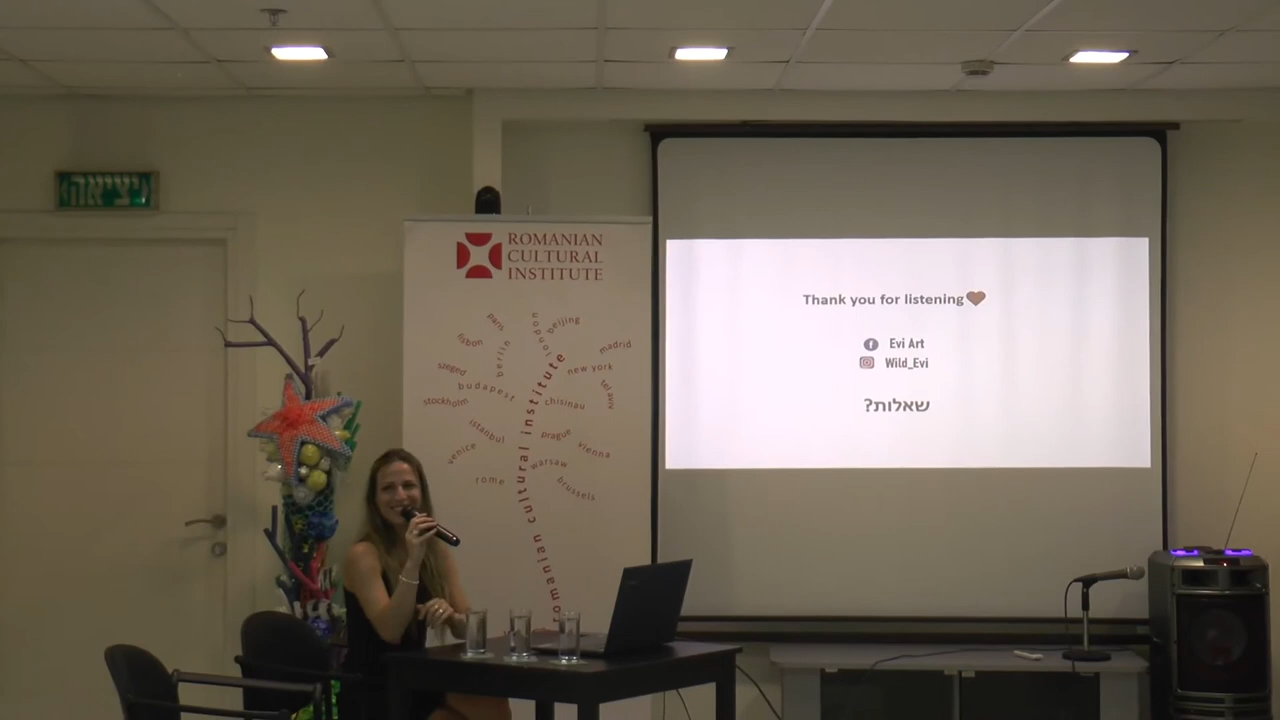 יציאה
ROMANIAN
CULTURAL
INSTITUTE
paris
lisbon
berlin
szeged
budapest
stockholm
istanbul
venice
rome
london
beijing
madrid
new york
tel aviv
chisinau
prague
vienna
warsaw
brussels
romanian cultural institute
Thank you for listening
Evi Art
Wild_Evi
שאלות?